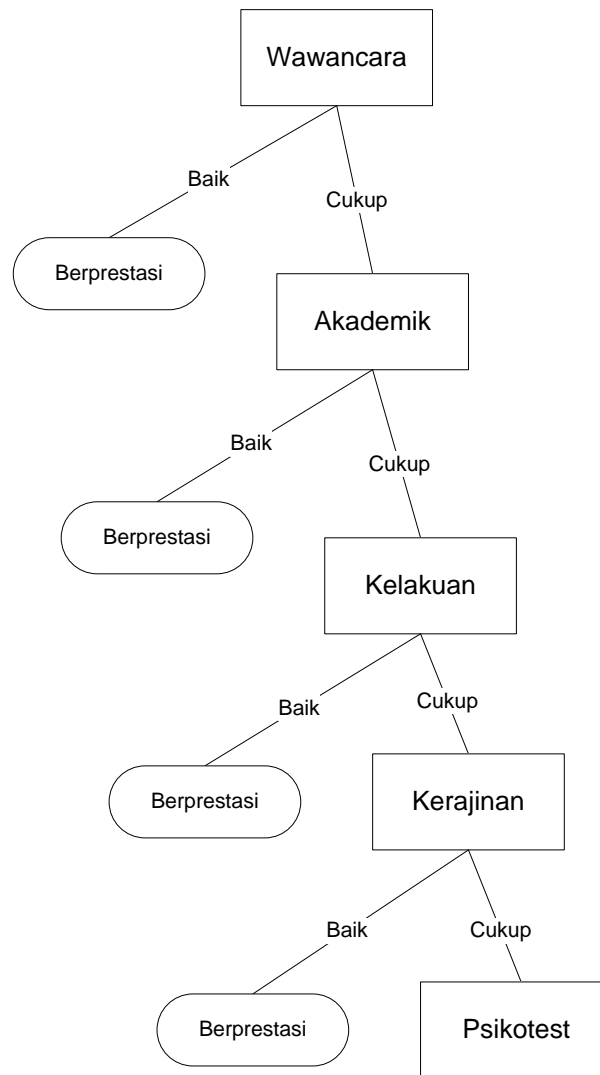 Wawancara
Baik
Cukup
Berprestasi
Akademik
Baik
Cukup
Berprestasi
Kelakuan
Baik
Cukup
Berprestasi
Kerajinan
Baik
Cukup
Berprestasi
Psikotest